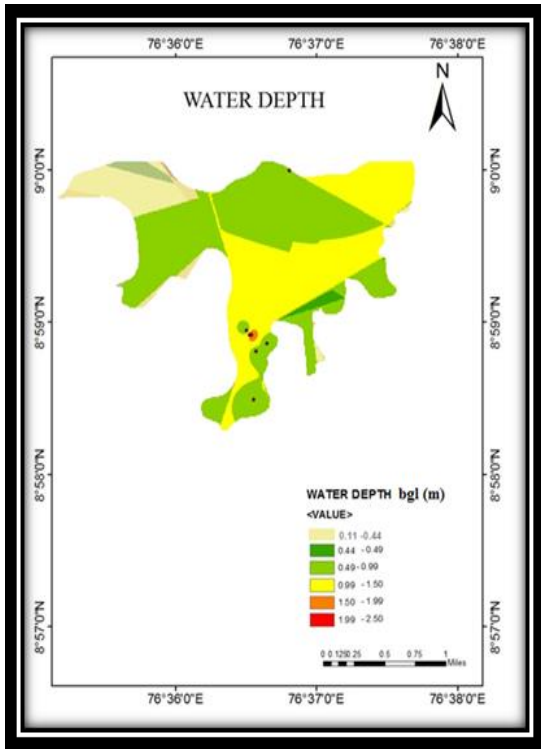 76°36'0"E 76°37'0"E 76°38'0"E
N
WATER DEPTH
9°0'0"N 9°0'0"N
8°59'0"N 8°59'0"N
8°58'0"N 8°58'0"N
8°57'0"N 8°57'0"N
WATER DEPTH bgl (m)
<VALUE>
0.11 -0.44
0.44 -0.49
0.49-0.99
0.99 -1.50
1.50 -1.99
1.99 -2.50
0 0.125 0.25 0.5 0.75 1
Miles
76°36'0"E 76°37'0"E 76°38'0"E